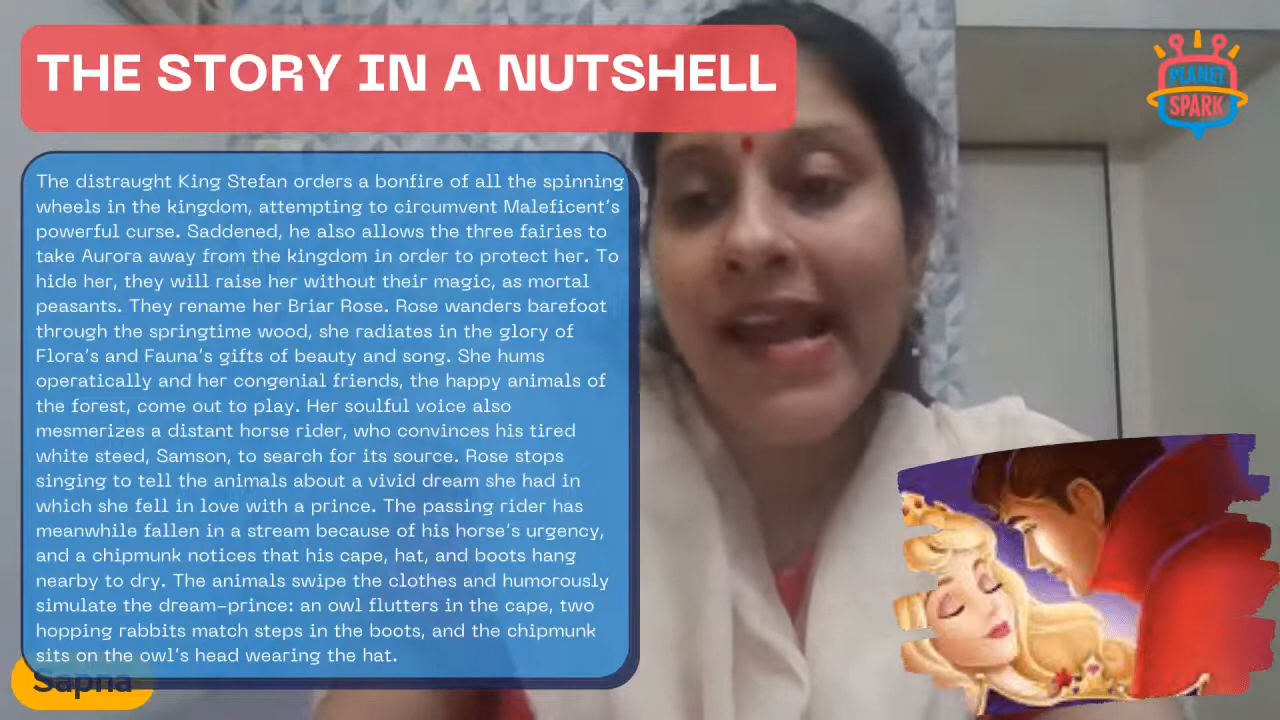 THE STORY IN A NUTSHELL
PLANET
SPARK
The distraught King Stefan orders a bonfire of all the spinning
wheels in the kingdom, attempting to circumvent Maleficent's
powerful curse. Saddened, he also allows the three fairies to
take Aurora away from the kingdom in order to protect her. To
hide her, they will raise her without their magic, as mortal
peasants. They rename her Briar Rose. Rose wanders barefoot
through the springtime wood, she radiates in the glory of
Flora's and Fauna's gifts of beauty and song. She hums
operatically and her congenial friends, the happy animals of
the forest, come out to play. Her soulful voice also
mesmerizes a distant horse rider, who convinces his tired
white steed, Samson, to search for its source. Rose stops
singing to tell the animals about a vivid dream she had in
which she fell in love with a prince. The passing rider has
meanwhile fallen in a stream because of his horse's urgency,
and a chipmunk notices that his cape, hat, and boots hang
nearby to dry. The animals swipe the clothes and humorously
simulate the dream-prince: an owl flutters in the cape, two
hopping rabbits match steps in the boots, and the chipmunk
sits on the owl's head wearing the hat.
Sapna